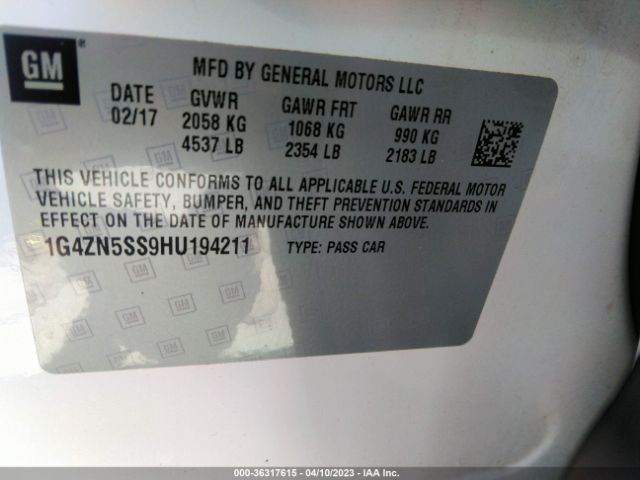 GM ®
MFD BY GENERAL MOTORS LLC
DATE GVWR GAWR FRT GAWR RR
02/17 2058 KG 1068 KG 990 KG
4537 LB 2354 LB 2183 LB
THIS VEHICLE CONFORMS TO ALL APPLICABLE U.S. FEDERAL MOTOR
VEHICLE SAFETY, BUMPER, AND THEFT PREVENTION STANDARDS IN
EFFECT ON THE DATE OF MANUFACTURE SHOWN ABOVE.
1G4ZN5SS9HU194211 TYPE: PASS CAR
000-36317615 - 04/10/2023 - IAA Inc.